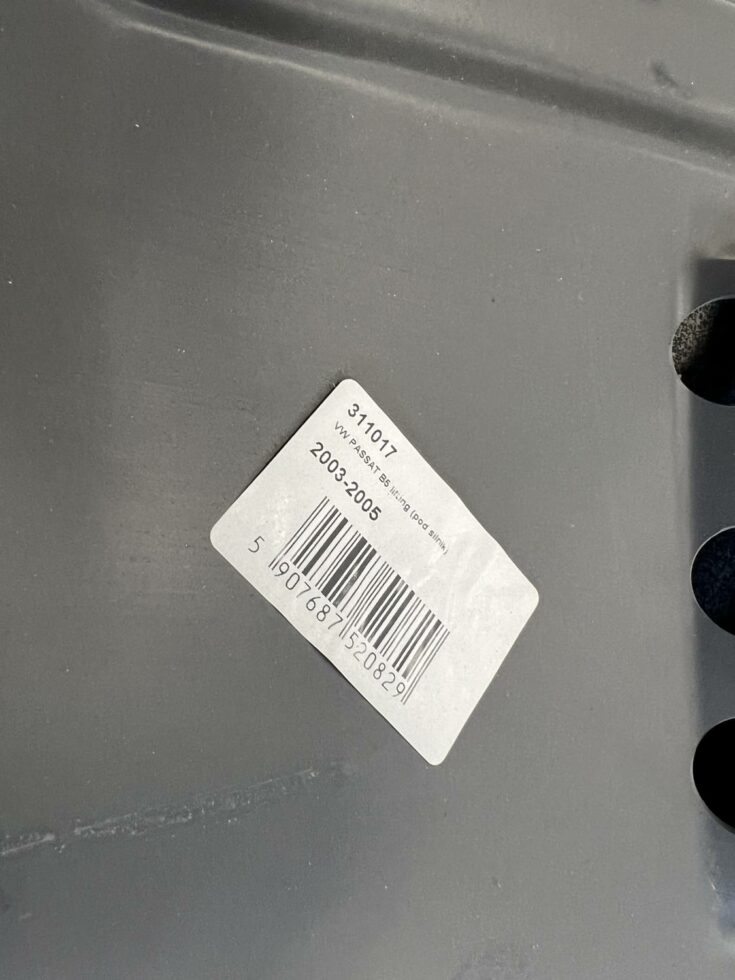 311017
VW PASSAT B5 lifting (pod silnik)
2003-2005
5 907687 520829